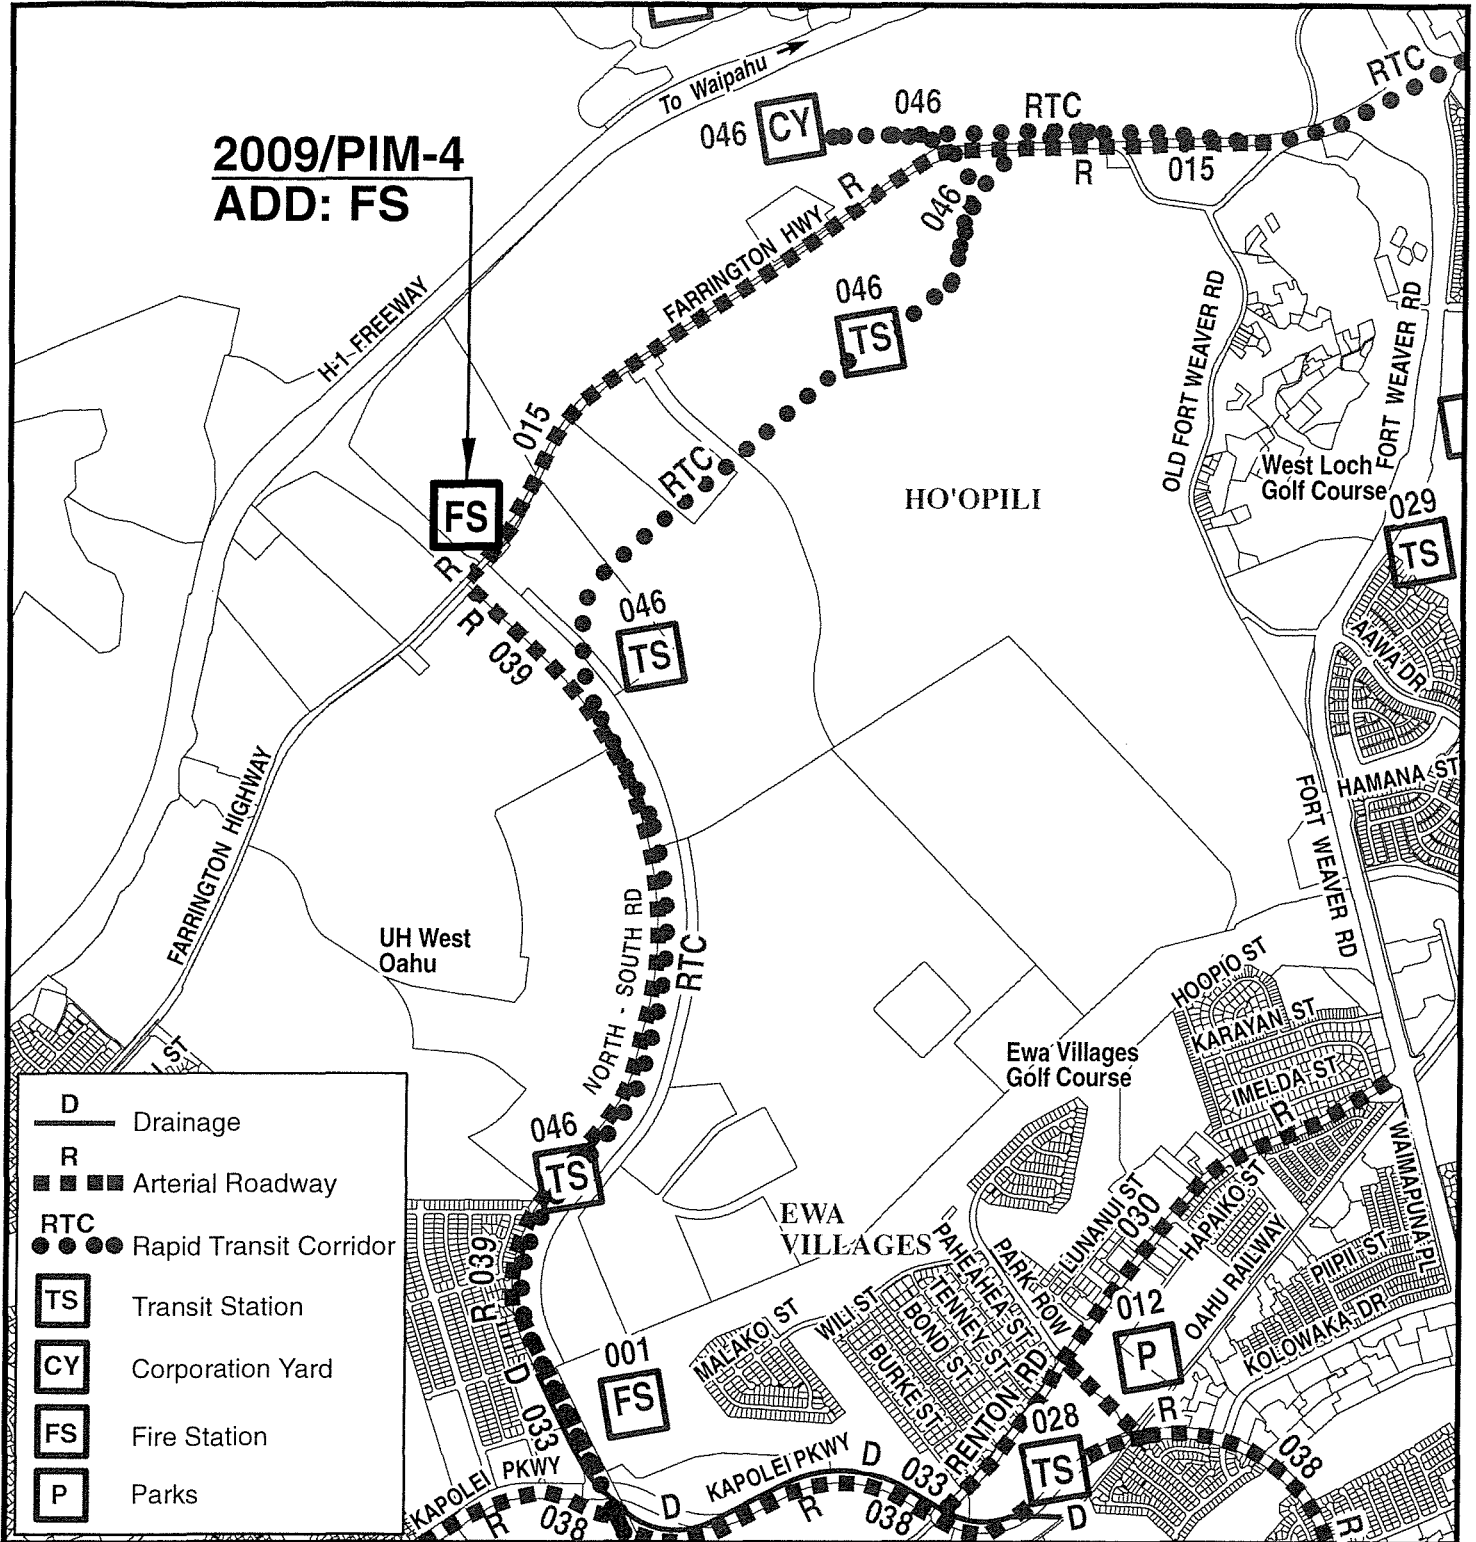 To Waipahu
RTC
046
RTC
046
CY
R
015
2009/PIM-4
ADD: FS
R
046
FARRINGTON HWY
046
TS
H-1 FREEWAY
OLD FORT WEAVER RD
FORT WEAVER RD
015
RTC
West Loch
Golf Course
HO'OPILI
029
TS
FS
R
R
039
046
TS
AAWA DR
HAMANA ST
FORT WEAVER RD
FARRINGTON HIGHWAY
UH West
Oahu
NORTH - SOUTH RD
RTC
HOOPIO ST
KARAYAN ST
IMELDA ST
R
Ewa Villages
Golf Course
I ST
046
TS
WAIMAPUNA PL
LUNANUI ST
030
HAPAIKO ST
OAHU RAILWAY
PIIPII ST
KOLOWAKA DR
EWA
VILLAGES
PAHEAHEA ST
PARK ROW
TENNEY ST
BOND ST
BURKE ST
WILI ST
MALAKO ST
RENTON RD
012
P
R 039
D
033
001
FS
028
TS
R
038
R
KAPOLEI
PKWY
R
038
D
KAPOLEI PKWY
R
D
033
038
D
D
Drainage
R
Arterial Roadway
RTC
Rapid Transit Corridor
TS
Transit Station
CY
Corporation Yard
FS
Fire Station
P
Parks